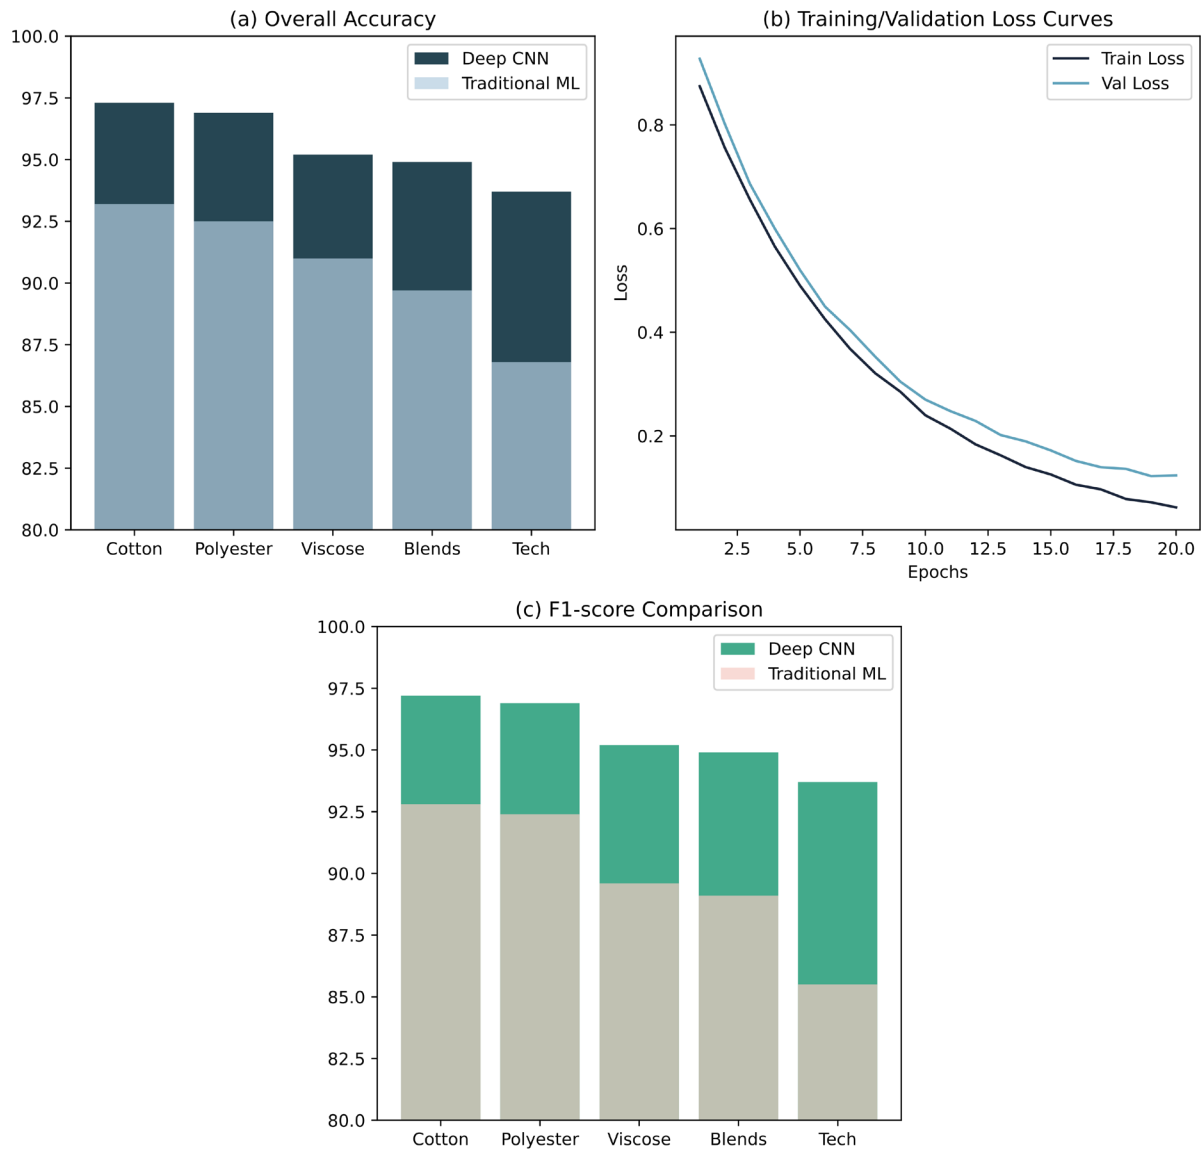 (a) Overall Accuracy
100.0
97.5
95.0
92.5
90.0
87.5
85.0
82.5
80.0
Deep CNN
Traditional ML
Cotton Polyester Viscose Blends Tech
(b) Training/Validation Loss Curves
Train Loss
Val Loss
Loss
0.8
0.6
0.4
0.2
2.5 5.0 7.5 10.0 12.5 15.0 17.5 20.0
Epochs
(c) F1-score Comparison
100.0
97.5
95.0
92.5
90.0
87.5
85.0
82.5
80.0
Deep CNN
Traditional ML
Cotton Polyester Viscose Blends Tech